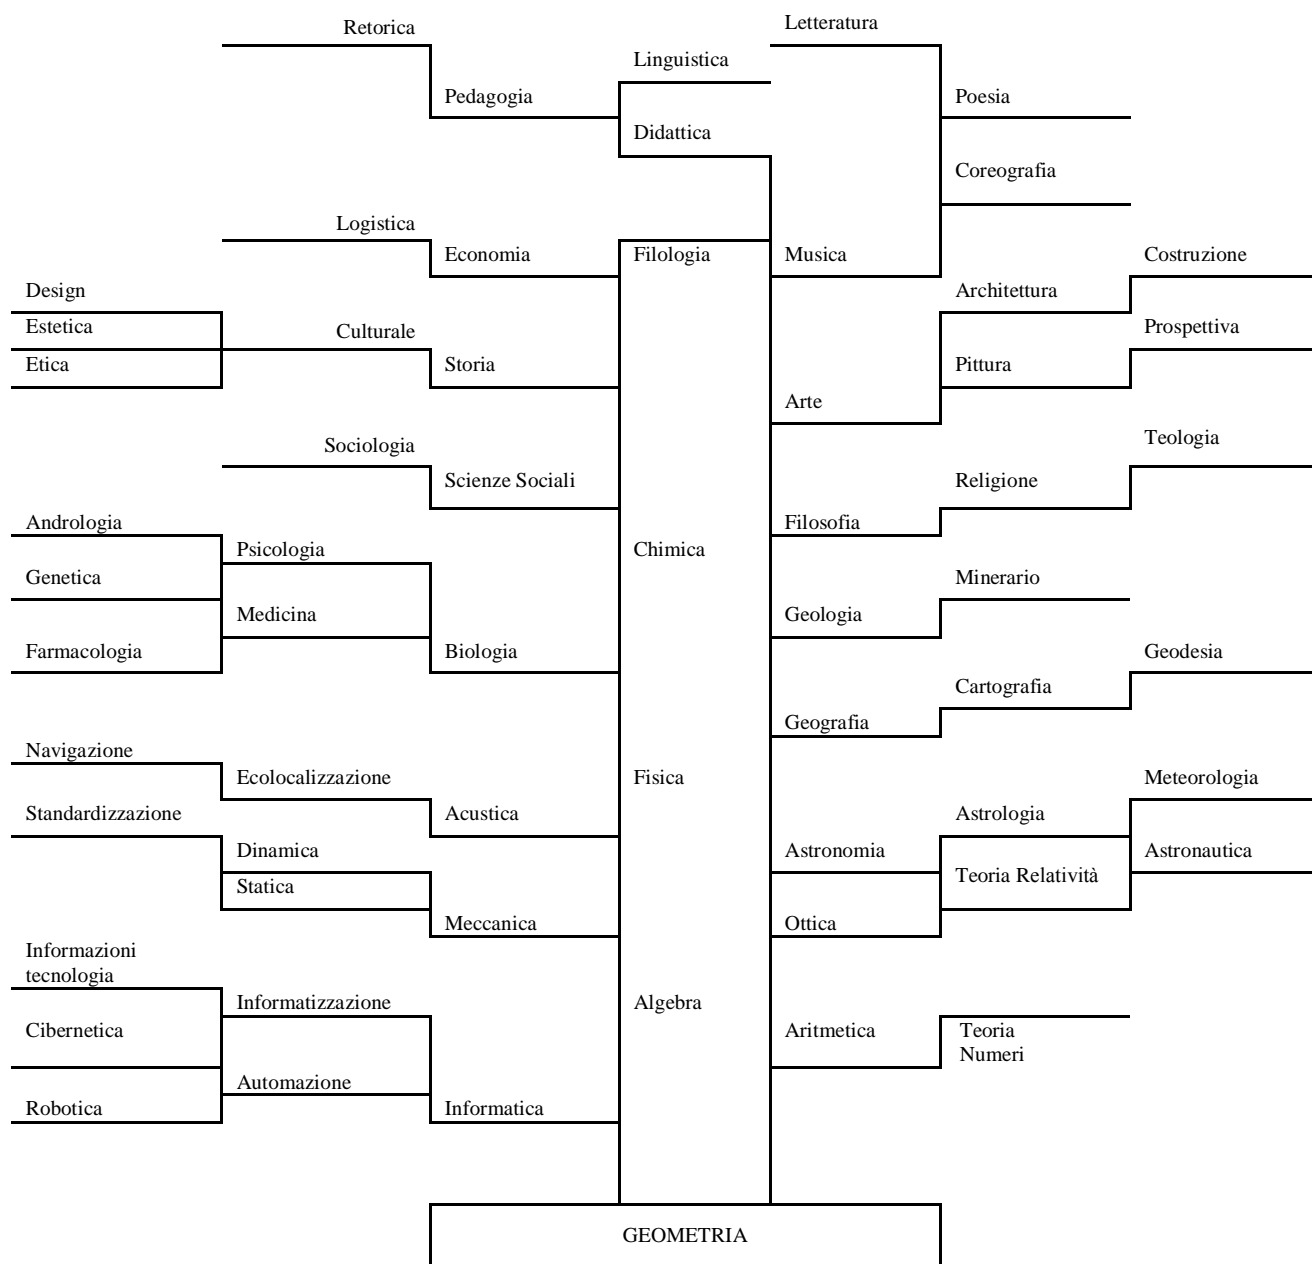 Letteratura
Retorica
Linguistica
Pedagogia
Poesia
Didattica
Coreografia
Logistica
Economia
Filologia
Musica
Costruzione
Design
Architettura
Estetica
Culturale
Prospettiva
Etica
Storia
Pittura
Arte
Sociologia
Teologia
Scienze Sociali
Religione
Andrologia
Filosofia
Psicologia
Chimica
Genetica
Minerario
Medicina
Geologia
Farmacologia
Biologia
Geodesia
Cartografia
Geografia
Navigazione
Ecolocalizzazione
Fisica
Meteorologia
Standardizzazione
Acustica
Astrologia
Dinamica
Astronomia
Astronautica
Teoria Relatività
Statica
Meccanica
Ottica
Informazioni
tecnologia
Informatizzazione
Algebra
Cibernetica
Aritmetica
Teoria
Numeri
Automazione
Robotica
Informatica
GEOMETRIA